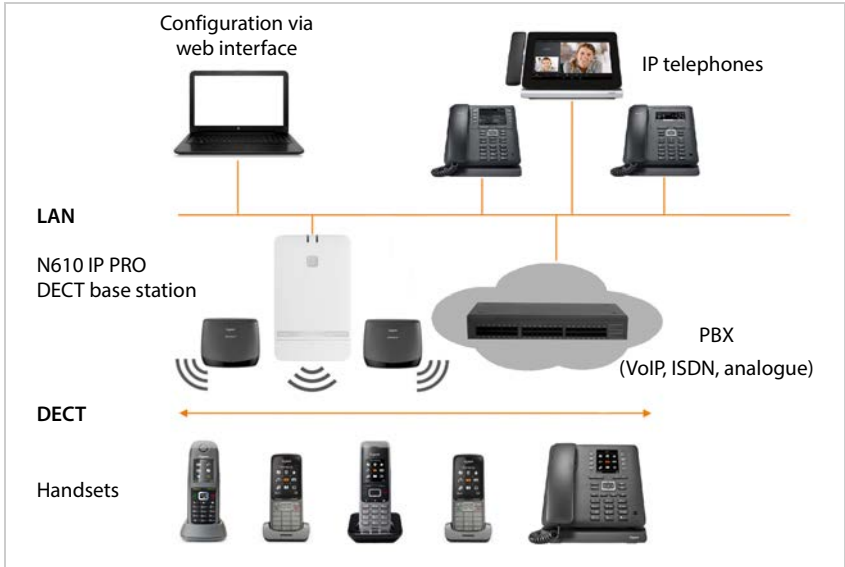 Configuration via
web interface
IP telephones
LAN
N610 IP PRO
DECT base station
PBX
(VoIP, ISDN, analogue)
DECT
Handsets